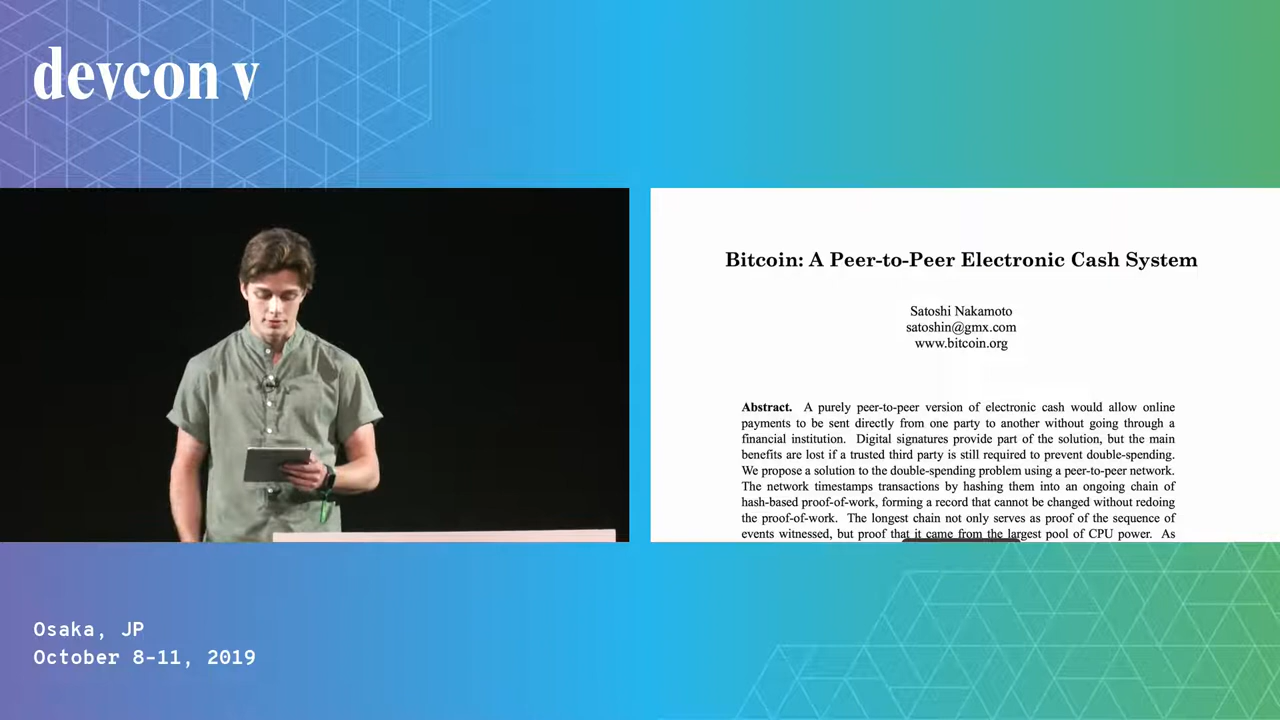 devcon v
Bitcoin: A Peer-to-Peer Electronic Cash System
Satoshi Nakamoto
satoshin@gmx.com
www.bitcoin.org
Abstract. A purely peer-to-peer version of electronic cash would allow online
payments to be sent directly from one party to another without going through a
financial institution. Digital signatures provide part of the solution, but the main
benefits are lost if a trusted third party is still required to prevent double-spending.
We propose a solution to the double-spending problem using a peer-to-peer network.
The network timestamps transactions by hashing them into an ongoing chain of
hash-based proof-of-work, forming a record that cannot be changed without redoing
the proof-of-work. The longest chain not only serves as proof of the sequence of
events witnessed, but proof that it came from the largest pool of CPU power. As
Osaka, JP
October 8-11, 2019